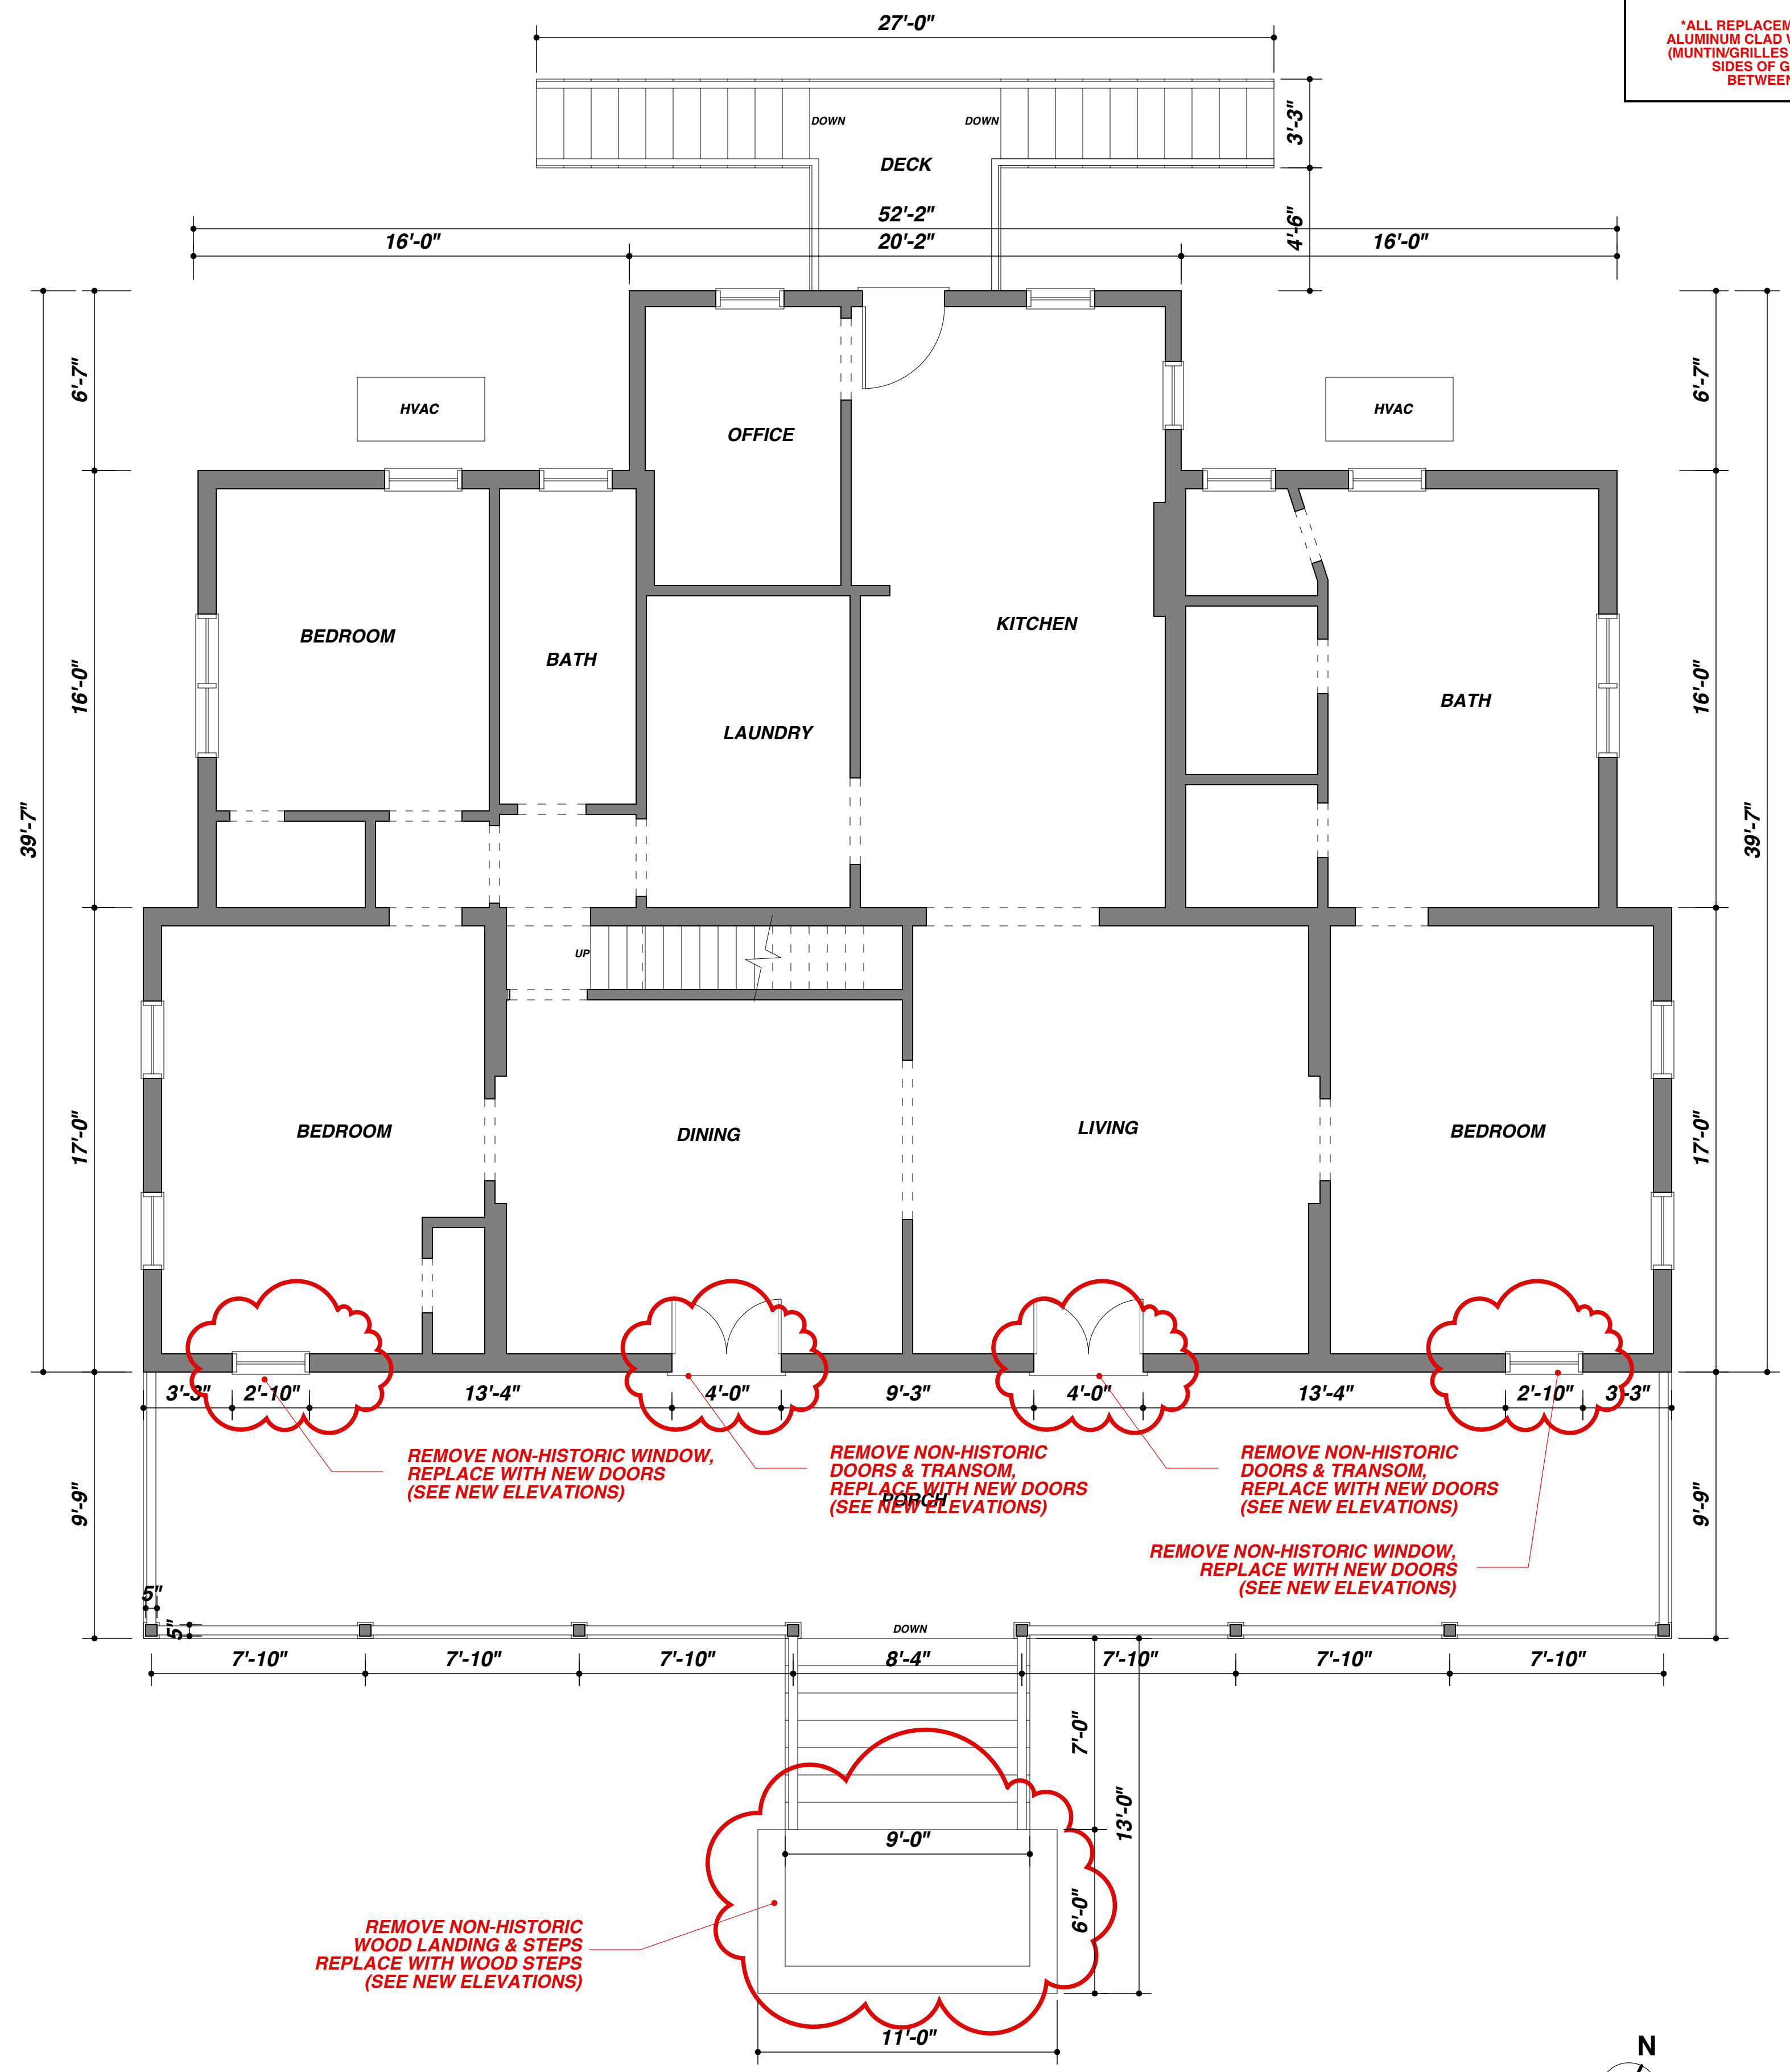 27'-0"
*ALL REPLACEM
ALUMINUM CLAD
(MUNTIN/GRILLES
SIDES OF
BETWEEN
DOWN
DOWN
3'-3"
DECK
4'-6"
52'-2"
16'-0"
20'-2"
16'-0"
6'-7"
6'-7"
HVAC
HVAC
OFFICE
BEDROOM
BATH
KITCHEN
LAUNDRY
BATH
16'-0"
16'-0"
39'-7"
39'-7"
UP
BEDROOM
DINING
LIVING
BEDROOM
17'-0"
17'-0"
3'-3"
2'-10"
13'-4"
4'-0"
9'-3"
4'-0"
13'-4"
2'-10"
3'-3"
REMOVE NON-HISTORIC WINDOW,
REPLACE WITH NEW DOORS
(SEE NEW ELEVATIONS)
REMOVE NON-HISTORIC
DOORS & TRANSOM,
REPLACE WITH NEW DOORS
(SEE NEW ELEVATIONS)
PORCH
REMOVE NON-HISTORIC
DOORS & TRANSOM,
REPLACE WITH NEW DOORS
(SEE NEW ELEVATIONS)
REMOVE NON-HISTORIC WINDOW,
REPLACE WITH NEW DOORS
(SEE NEW ELEVATIONS)
9'-9"
9'-9"
5"
5"
DOWN
7'-10"
7'-10"
7'-10"
8'-4"
7'-10"
7'-10"
7'-10"
7'-0"
13'-0"
9'-0"
6'-0"
REMOVE NON-HISTORIC
WOOD LANDING & STEPS
REPLACE WITH WOOD STEPS
(SEE NEW ELEVATIONS)
11'-0"
N